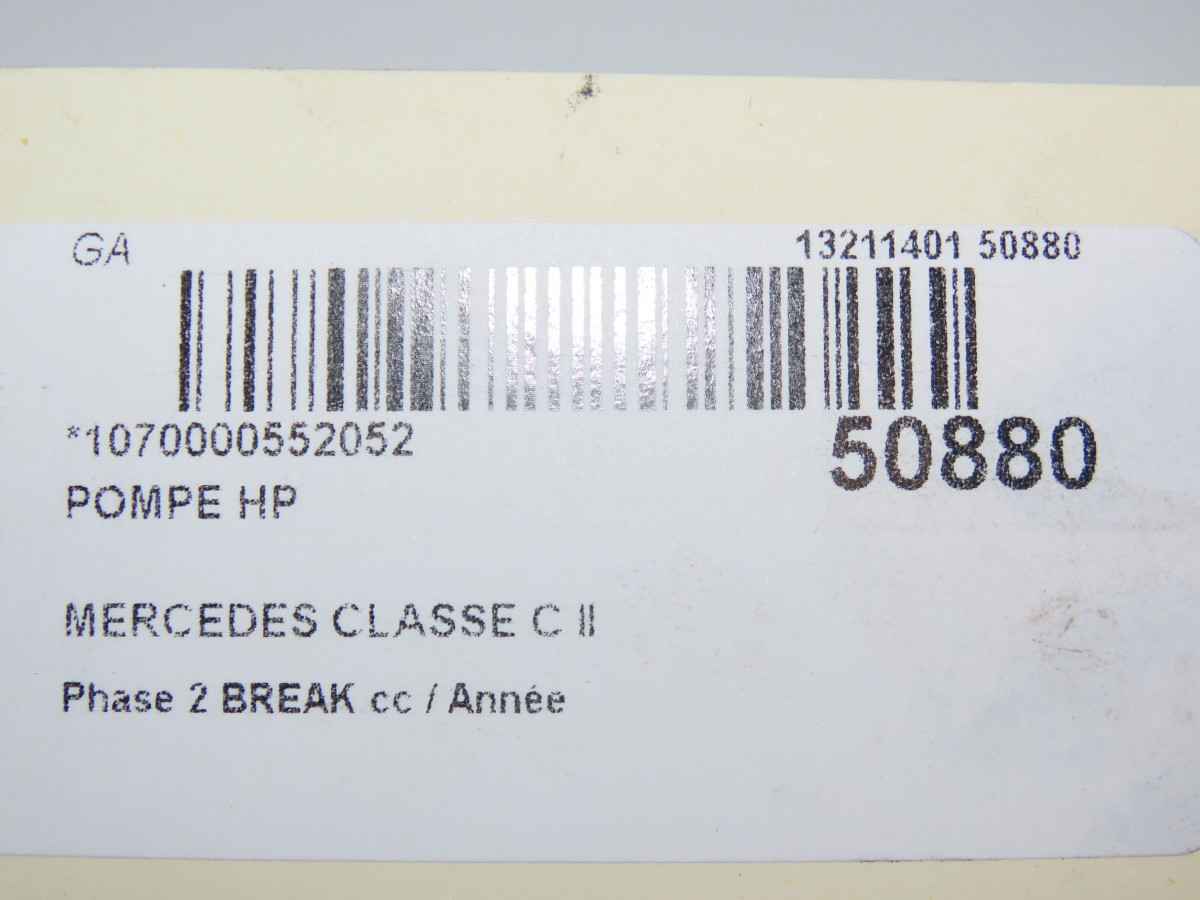 GA 13211401 50880
*1070000552052 50880
POMPE HP
MERCEDES CLASSE C II
Phase 2 BREAK cc / Année